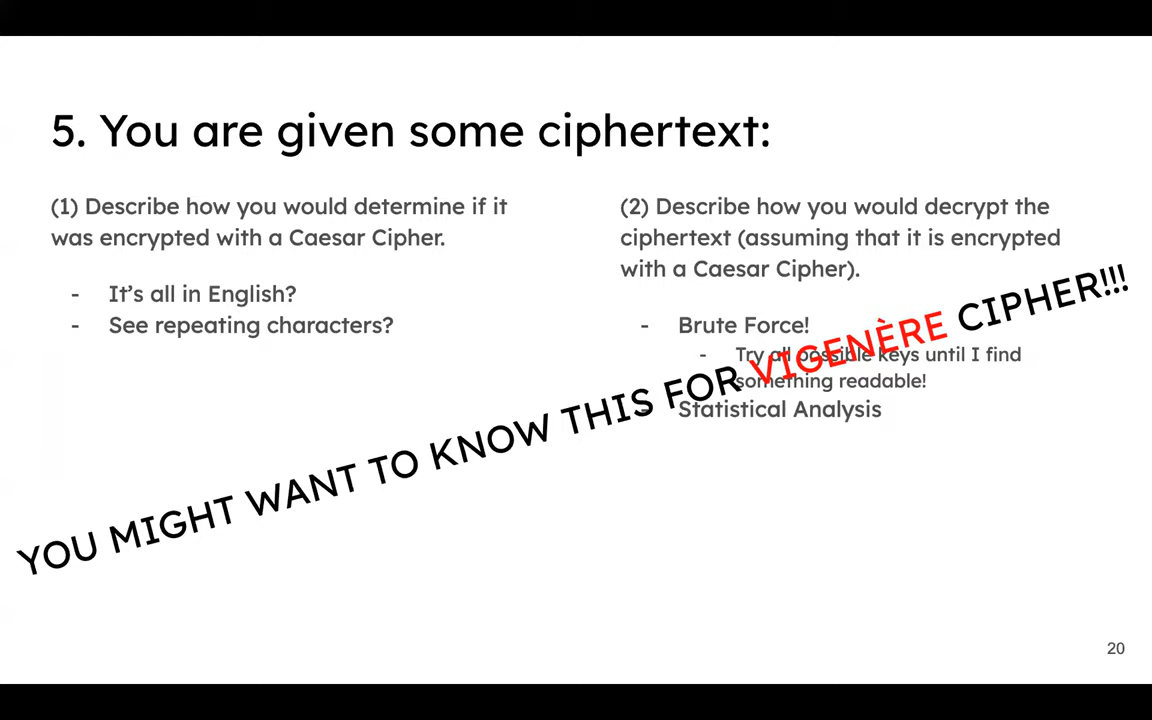 5. You are given some ciphertext:
(1) Describe how you would determine if it
was encrypted with a Caesar Cipher.
- It's all in English?
- See repeating characters?
(2) Describe how you would decrypt the
ciphertext (assuming that it is encrypted
with a Caesar Cipher).
- Brute Force!
- Try all possible keys until I find
something readable!
- Statistical Analysis
YOU MIGHT WANT TO KNOW THIS FOR VIGENÈRE CIPHER!!!
20